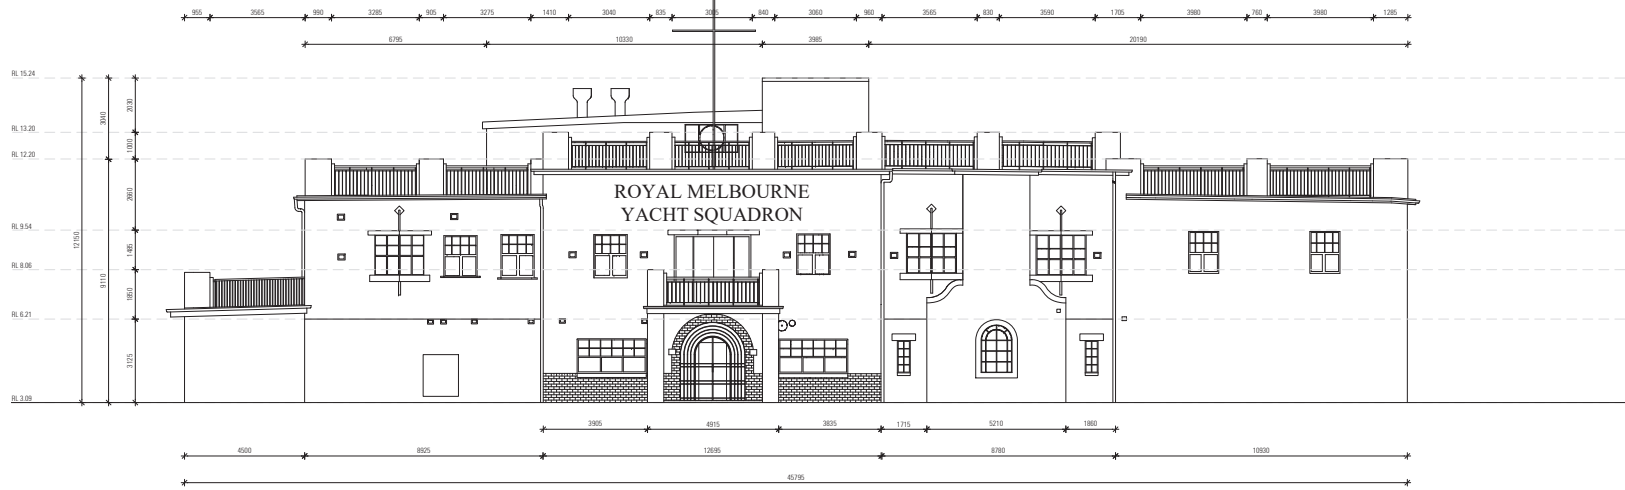 955 3565 990 3285 905 3275 1410 3040 835 3085 840 3060 960 3565 830 3590 1705 3980 760 3980 1285
6795 10330 3985 20190
RL 15.24
2030
3040
RL 13.20
1000
RL 12.20
ROYAL MELBOURNE
2660
YACHT SQUADRON
RL 9.54
12150
1485
RL 8.06
9110
1850
RL 6.21
3125
RL 3.09
3905 4915 3835 1715 5210 1860
4500 8925 12695 8780 10930
45795